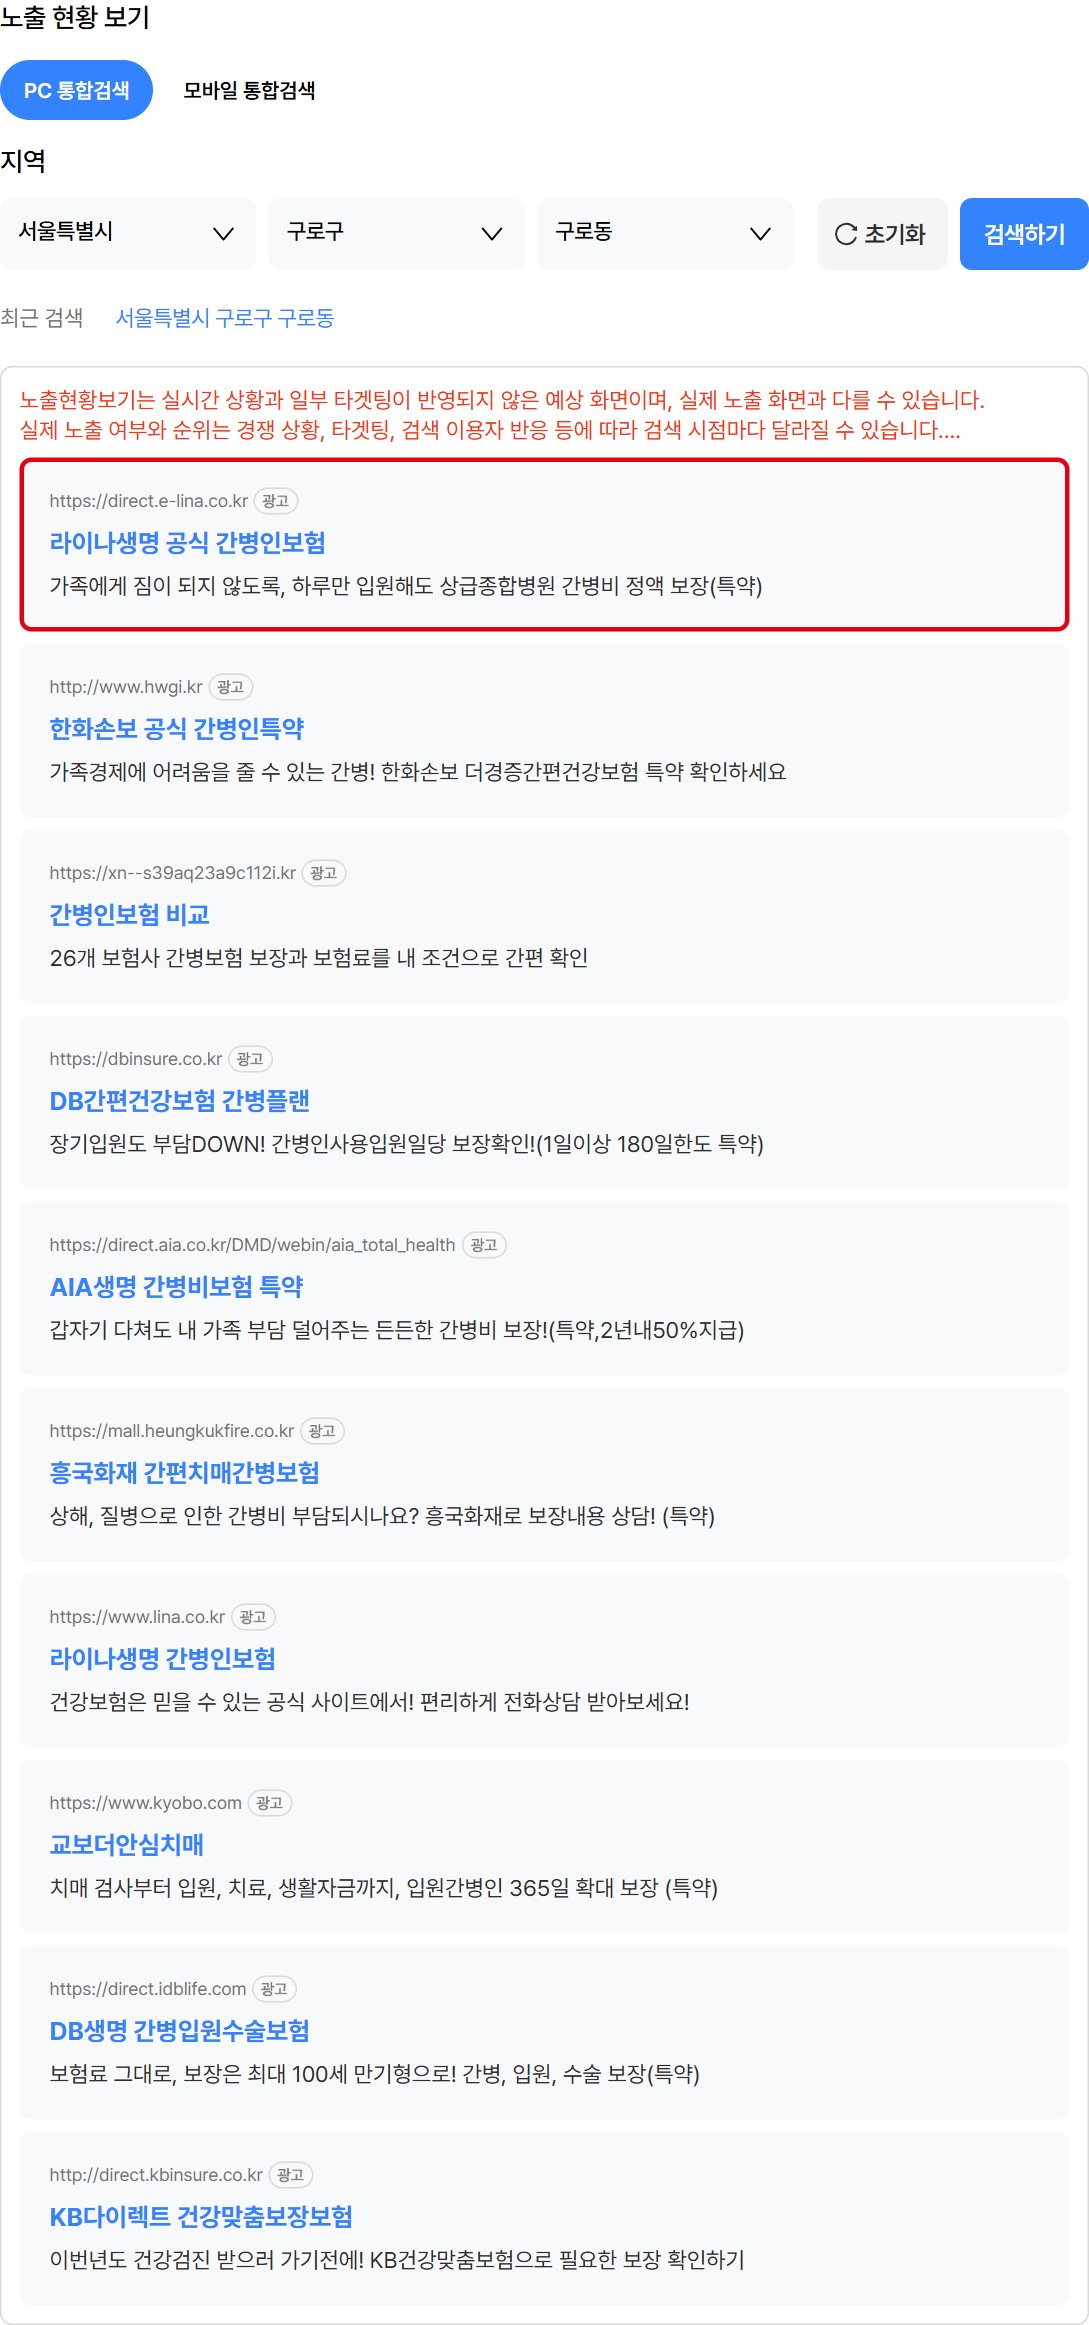 노출 현황 보기
PC 통합검색 모바일 통합검색
지역
서울특별시 구로구 구로동 초기화 검색하기
최근 검색 서울특별시 구로구 구로동
노출현황보기는 실시간 상황과 일부 타겟팅이 반영되지 않은 예상 화면이며, 실제 노출 화면과 다를 수 있습니다.
실제 노출 여부와 순위는 경쟁 상황, 타겟팅, 검색 이용자 반응 등에 따라 검색 시점마다 달라질 수 있습니다....
https://direct.e-lina.co.kr 광고
라이나생명 공식 간병인보험
가족에게 짐이 되지 않도록, 하루만 입원해도 상급종합병원 간병비 정액 보장(특약)
http://www.hwgi.kr 광고
한화손보 공식 간병인특약
가족경제에 어려움을 줄 수 있는 간병! 한화손보 더경증간편건강보험 특약 확인하세요
https://xn--s39aq23a9c112i.kr 광고
간병인보험 비교
26개 보험사 간병보험 보장과 보험료를 내 조건으로 간편 확인
https://dbinsure.co.kr 광고
DB간편건강보험 간병플랜
장기입원도 부담DOWN! 간병인사용입원일당 보장확인!(1일이상 180일한도 특약)
https://direct.aia.co.kr/DMD/webin/aia_total_health 광고
AIA생명 간병비보험 특약
갑자기 다쳐도 내 가족 부담 덜어주는 든든한 간병비 보장!(특약,2년내50%지급)
https://mall.heungkukfire.co.kr 광고
흥국화재 간편치매간병보험
상해, 질병으로 인한 간병비 부담되시나요? 흥국화재로 보장내용 상담! (특약)
https://www.lina.co.kr 광고
라이나생명 간병인보험
건강보험은 믿을 수 있는 공식 사이트에서! 편리하게 전화상담 받아보세요!
https://www.kyobo.com 광고
교보더안심치매
치매 검사부터 입원, 치료, 생활자금까지, 입원간병인 365일 확대 보장 (특약)
https://direct.idblife.com 광고
DB생명 간병입원수술보험
보험료 그대로, 보장은 최대 100세 만기형으로! 간병, 입원, 수술 보장(특약)
http://direct.kbinsure.co.kr 광고
KB다이렉트 건강맞춤보장보험
이번년도 건강검진 받으러 가기전에! KB건강맞춤보험으로 필요한 보장 확인하기